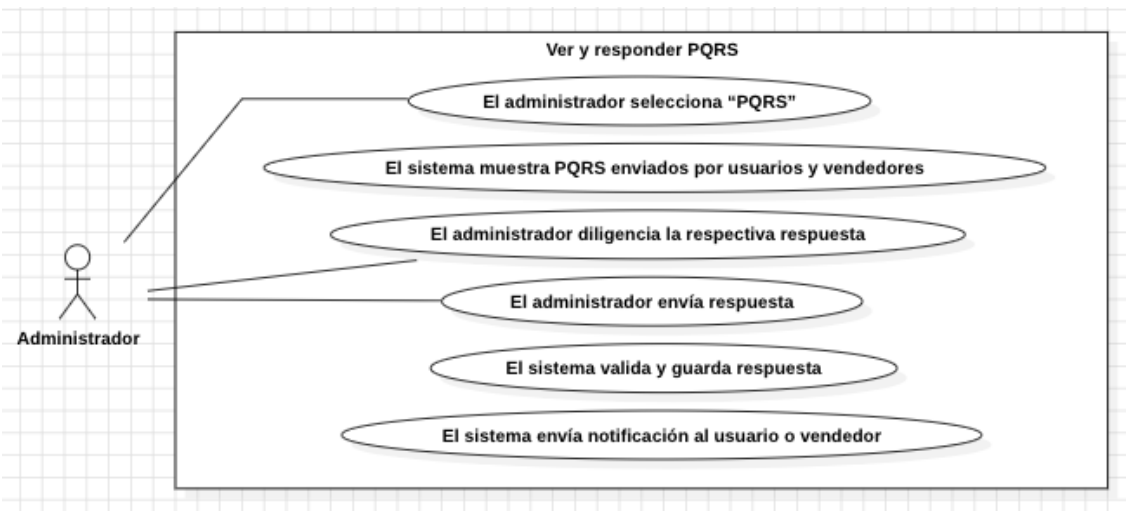 Ver y responder PQRS
El administrador selecciona “PQRS”
El sistema muestra PQRS enviados por usuarios y vendedores
El administrador diligencia la respectiva respuesta
El administrador envía respuesta
Administrador
El sistema valida y guarda respuesta
El sistema envía notificación al usuario o vendedor